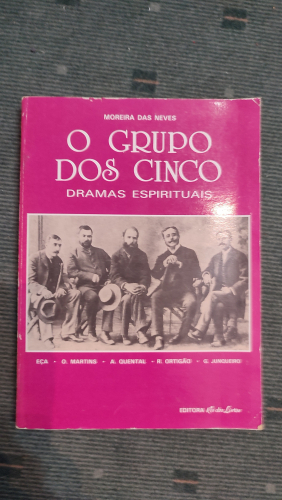 MOREIRA DAS NEVES
O GRUPO
DOS CINCO
DRAMAS ESPIRITUAIS
EÇA - O. MARTINS - A. QUENTAL - R. ORTIGÃO - G. JUNQUEIRO
EDITORA